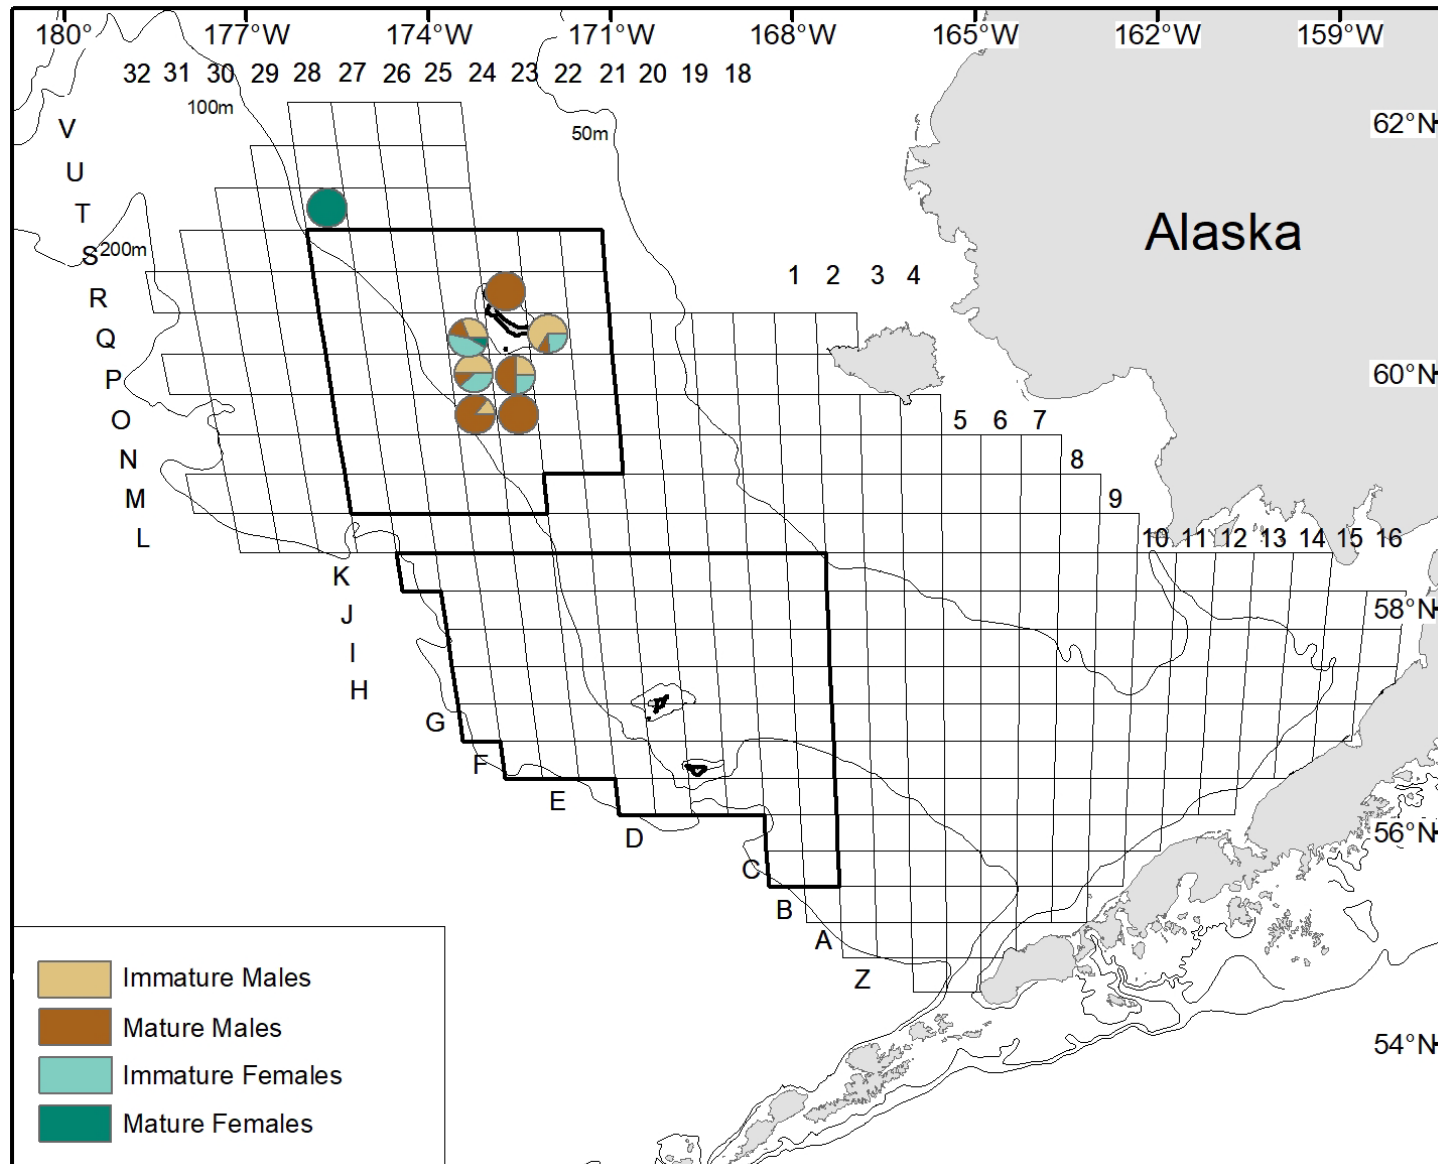 180° 177°W 174°W 171°W 168°W 165°W 162°W 159°W
32 31 30 29 28 27 26 25 24 23 22 21 20 19 18
100m
50m
62°N
V
U
T
Alaska
S 200m
1 2 3 4
R
Q
P
60°N
O
5 6 7
N
8
M
9
L
10 11 12 13 14 15 16
K
58°N
J
I
H
G
F
E
D
56°N
C
B
A
Z
Immature Males
Mature Males
54°N
Immature Females
Mature Females